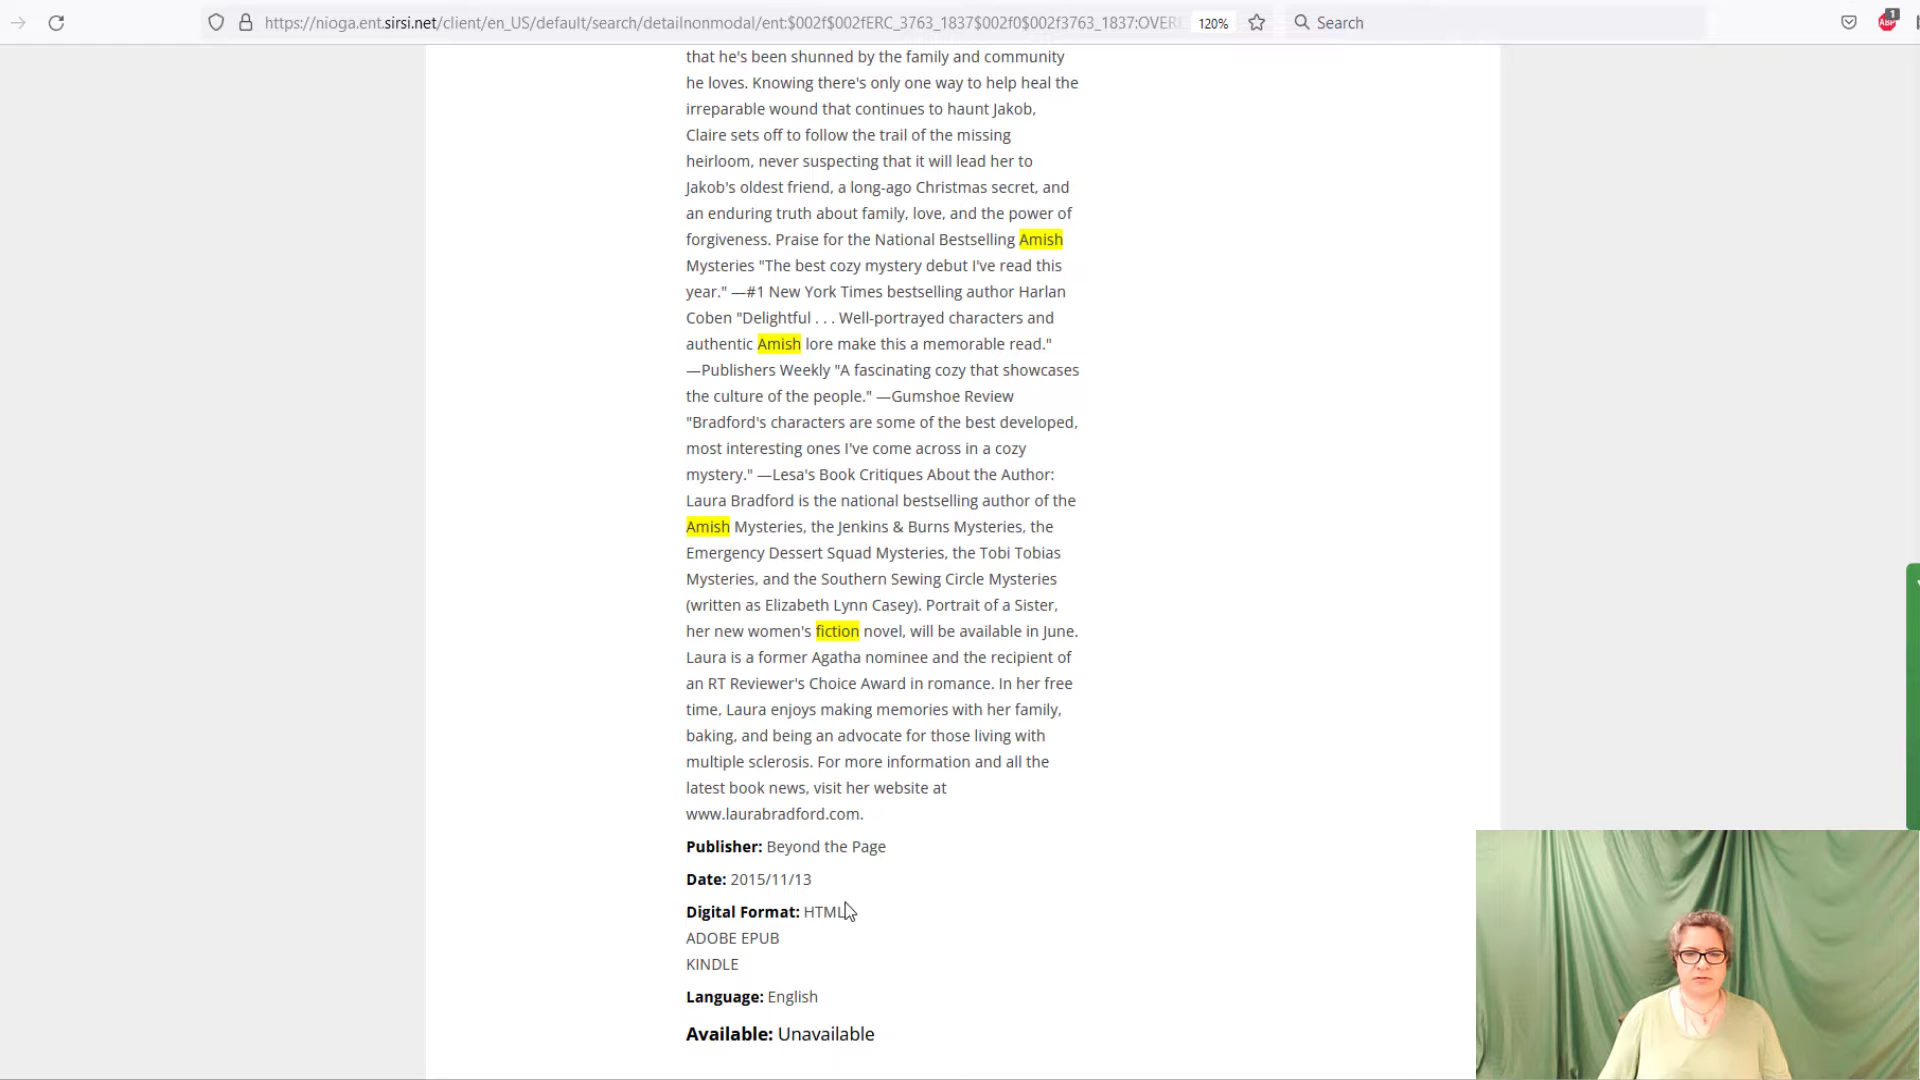 https://nioga.ent.sirsi.net/client/en_US/default/search/detailnonmodal/ent:$002f$002fERC_3763_1837$002f0$002f3763_1837:OVER
120%
Search
1
ABP
that he's been shunned by the family and community
he loves. Knowing there's only one way to help heal the
irreparable wound that continues to haunt Jakob,
Claire sets off to follow the trail of the missing
heirloom, never suspecting that it will lead her to
Jakob's oldest friend, a long-ago Christmas secret, and
an enduring truth about family, love, and the power of
forgiveness. Praise for the National Bestselling Amish
Mysteries "The best cozy mystery debut I've read this
year." —#1 New York Times bestselling author Harlan
Coben "Delightful . . . Well-portrayed characters and
authentic Amish lore make this a memorable read."
—Publishers Weekly "A fascinating cozy that showcases
the culture of the people." —Gumshoe Review
"Bradford's characters are some of the best developed,
most interesting ones I've come across in a cozy
mystery." —Lesa's Book Critiques About the Author:
Laura Bradford is the national bestselling author of the
Amish Mysteries, the Jenkins & Burns Mysteries, the
Emergency Dessert Squad Mysteries, the Tobi Tobias
Mysteries, and the Southern Sewing Circle Mysteries
(written as Elizabeth Lynn Casey). Portrait of a Sister,
her new women's fiction novel, will be available in June.
Laura is a former Agatha nominee and the recipient of
an RT Reviewer's Choice Award in romance. In her free
time, Laura enjoys making memories with her family,
baking, and being an advocate for those living with
multiple sclerosis. For more information and all the
latest book news, visit her website at
www.laurabradford.com.
Publisher: Beyond the Page
Date: 2015/11/13
Digital Format: HTML
ADOBE EPUB
KINDLE
Language: English
Available: Unavailable